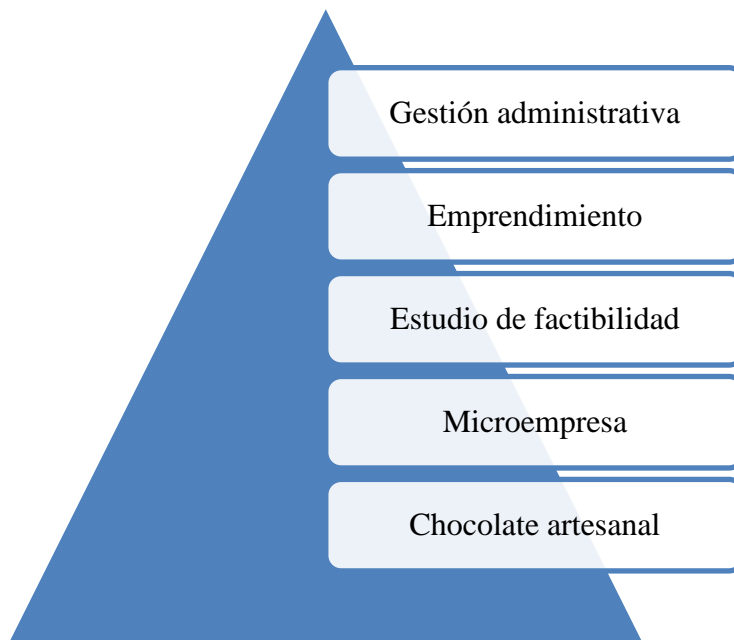 Gestión administrativa
Emprendimiento
Estudio de factibilidad
Microempresa
Chocolate artesanal